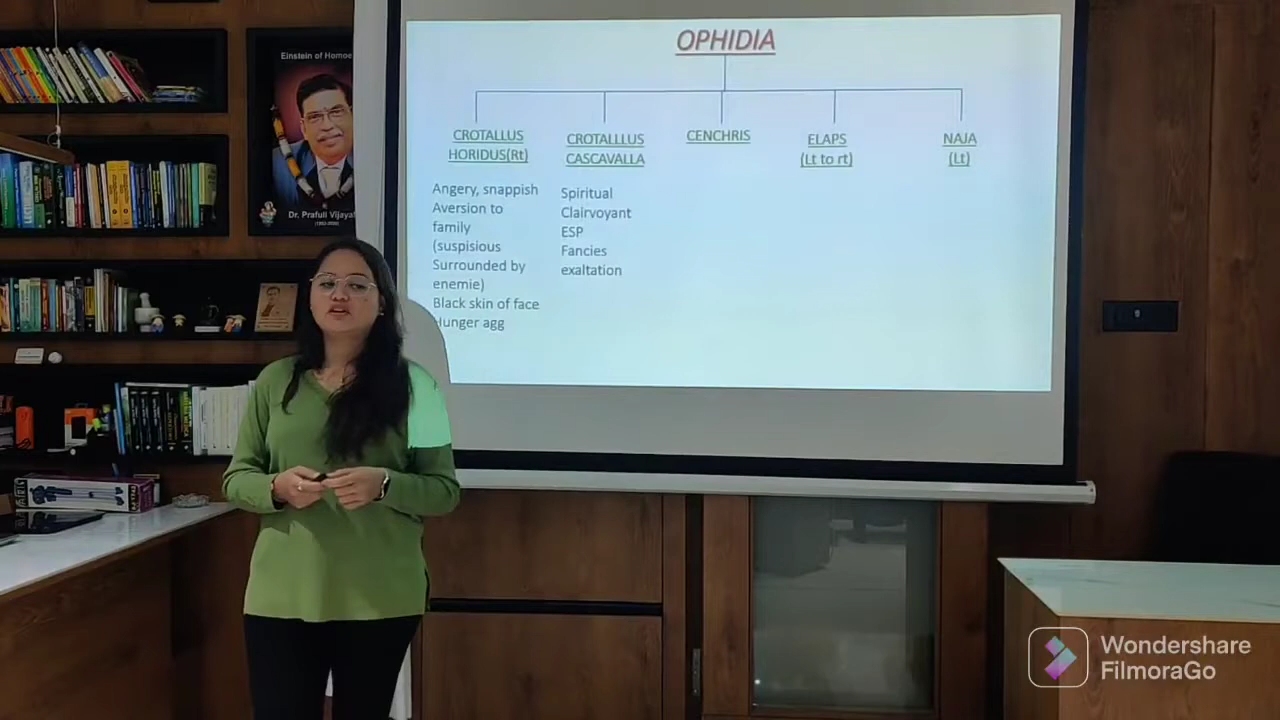 Einstein of Homoe
Dr. Prafull Vijaya
OPHIDIA
CROTALLUS
HORIDUS(Rt)
Angery, snappish
Aversion to
family
(suspisious
Surrounded by
enemie)
Black skin of face
Hunger agg
CROTALLLUS
CASCAVALLA
Spiritual
Clairvoyant
ESP
Fancies
exaltation
CENCHRIS
ELAPS
(Lt to rt)
NAJA
(Lt)
Wondershare
FilmoraGo